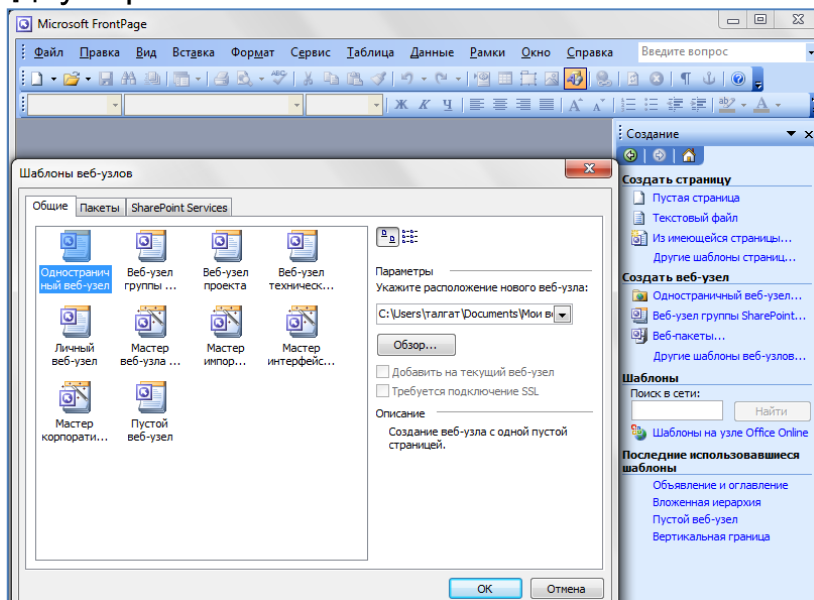 Microsoft FrontPage
Файл Правка Вид Вставка Формат Сервис Таблица Данные Рамки Окно Справка
Введите вопрос
Ж К Ч
Создание
Создать страницу
Пустая страница
Текстовый файл
Из имеющейся страницы...
Другие шаблоны страниц...
Создать веб-узел
Одностраничный веб-узел...
Веб-узел группы SharePoint...
Веб-пакеты...
Другие шаблоны веб-узлов...
Шаблоны
Поиск в сети:
Найти
Шаблоны на узле Office Online
Последние использовавшиеся
шаблоны
Объявление и оглавление
Вложенная иерархия
Пустой веб-узел
Вертикальная граница
Шаблоны веб-узлов
Общие Пакеты SharePoint Services
Одностранич
ный веб-узел
Веб-узел
группы ...
Веб-узел
проекта
Веб-узел
техническ...
Личный
веб-узел
Мастер
веб-узла ...
Мастер
импор...
Мастер
интерфейс...
Мастер
корпорати...
Пустой
веб-узел
Параметры
Укажите расположение нового веб-узла:
C:\Users\талгат\Documents\Мои в
Обзор...
Добавить на текущий веб-узел
Требуется подключение SSL
Описание
Создание веб-узла с одной пустой
страницей.
ОК Отмена